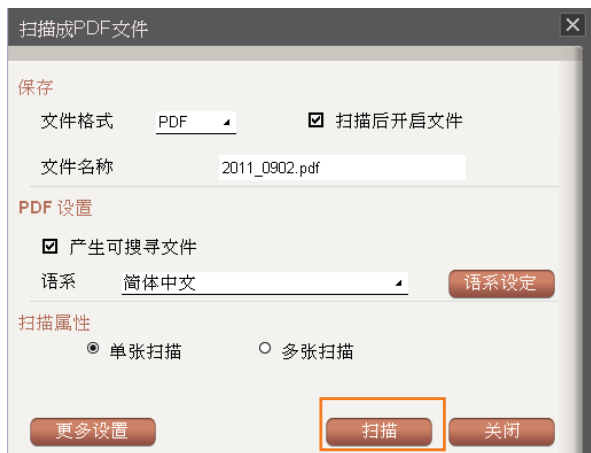 扫描成PDF文件
保存
文件格式 PDF 扫描后开启文件
文件名称 2011_0902.pdf
PDF 设置
产生可搜寻文件
语系 简体中文 语系设定
扫描属性
单张扫描 多张扫描
更多设置 扫描 关闭